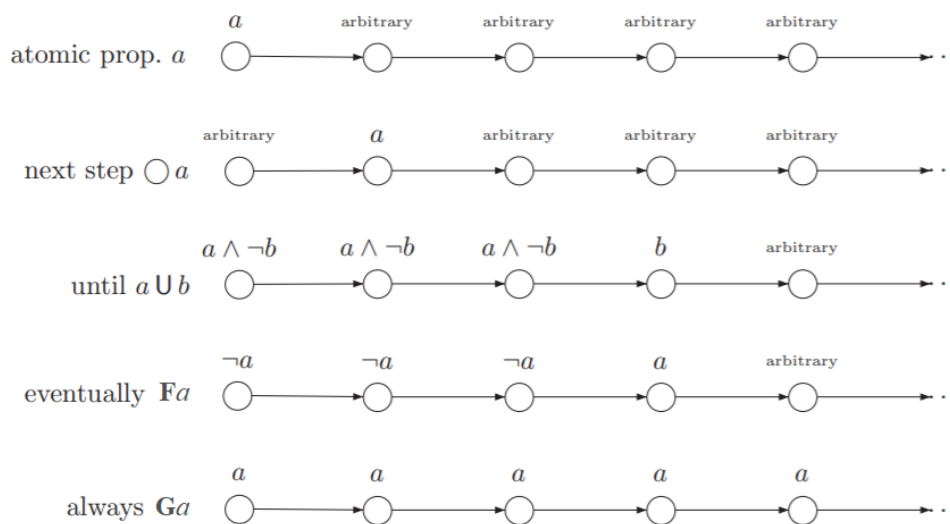 a arbitrary arbitrary arbitrary arbitrary
atomic prop. a
arbitrary a arbitrary arbitrary arbitrary
next step ◯ a
a ∧ ¬b a ∧ ¬b a ∧ ¬b b arbitrary
until a U b
¬a ¬a ¬a a arbitrary
eventually Fa
a a a a a
always Ga